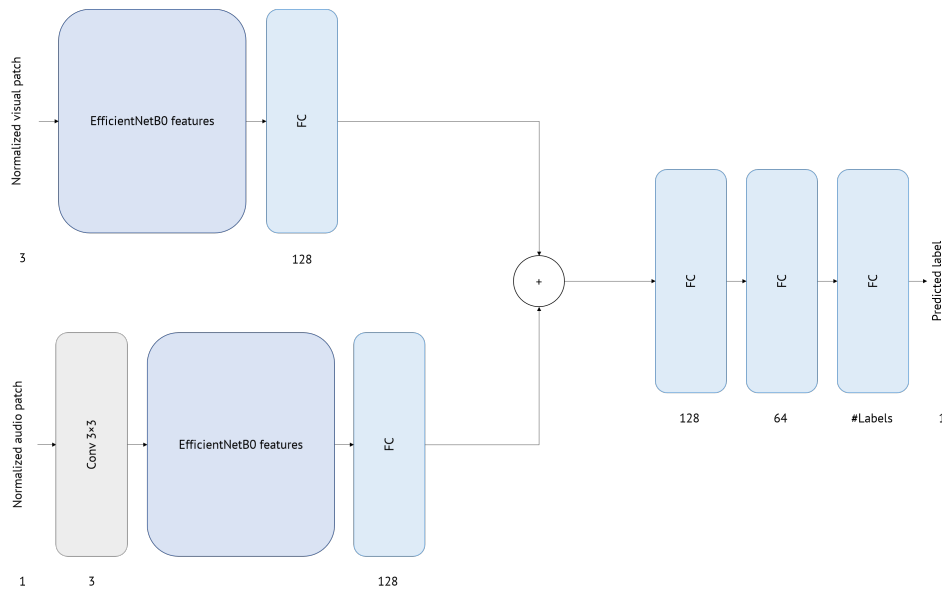 Normalized visual patch
EfficientNetB0 features
FC
3
128
+
FC
FC
FC
Predicted label
128
64
#Labels
1
Normalized audio patch
Conv 3×3
EfficientNetB0 features
FC
1
3
128